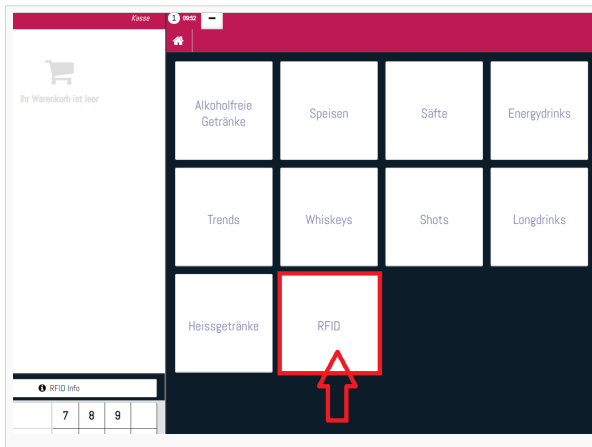 Kasse
1 09:52
Ihr Warenkorb ist leer
Alkoholfreie
Getränke
Speisen
Säfte
Energydrinks
Trends
Whiskeys
Shots
Longdrinks
Heissgetränke
RFID
RFID Info
7 8 9